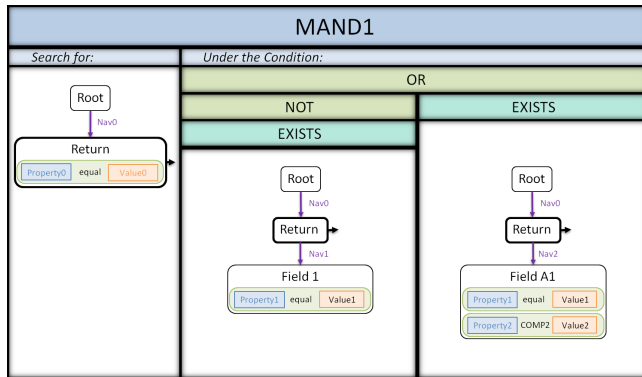 MAND1
Search for:
Under the Condition:
OR
NOT
EXISTS
EXISTS
Root
Nav0
Return
Property0 equal Value0
Root
Nav0
Return
Nav1
Field 1
Property1 equal Value1
Root
Nav0
Return
Nav2
Field A1
Property1 equal Value1
Property2 COMP2 Value2